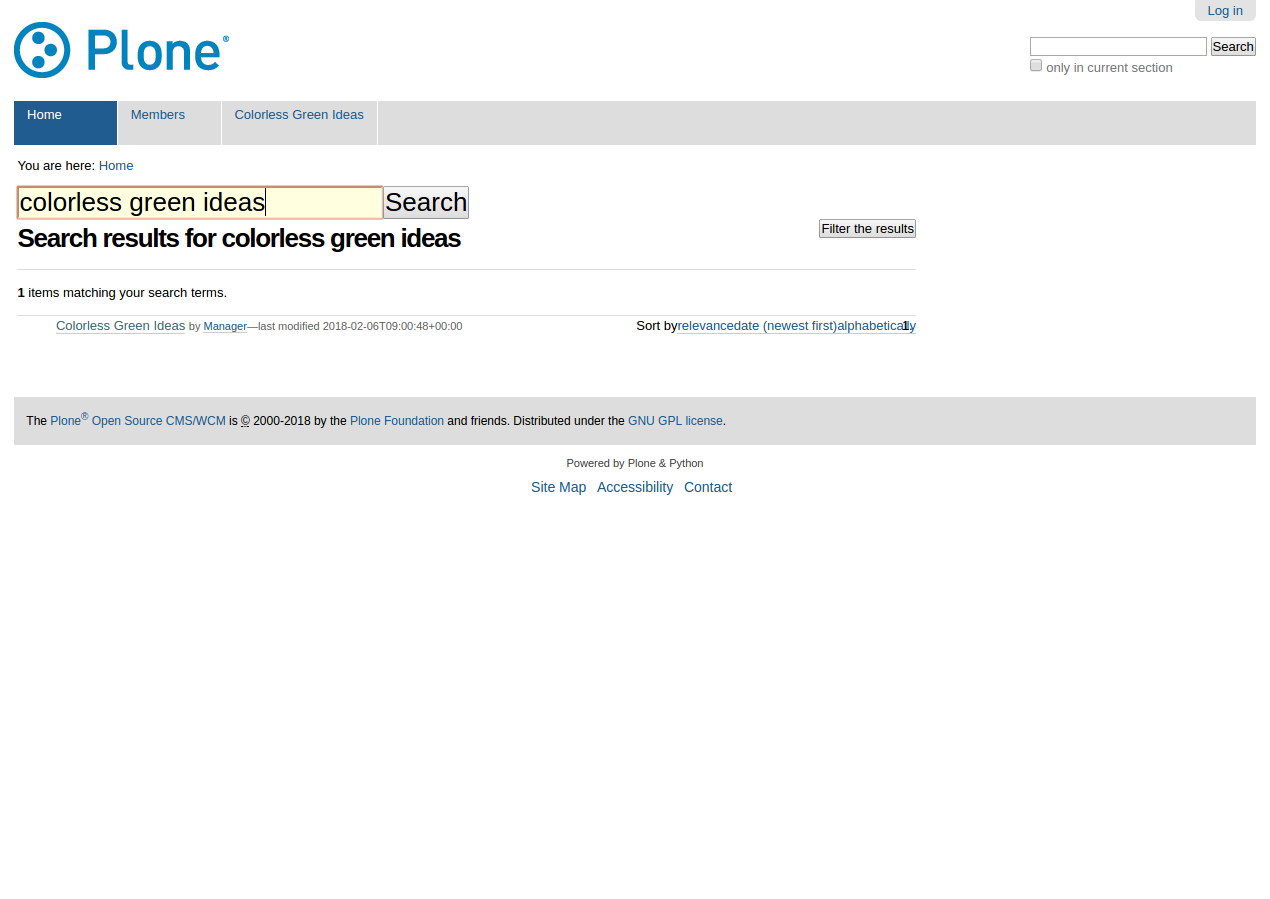 Log in
Plone®
Search
only in current section
Home Members Colorless Green Ideas
You are here: Home
colorless green ideas Search
Search results for colorless green ideas
Filter the results
1 items matching your search terms.
Colorless Green Ideas by Manager—last modified 2018-02-06T09:00:48+00:00
Sort by relevance date (newest first) alphabetically
1.
The Plone® Open Source CMS/WCM is © 2000-2018 by the Plone Foundation and friends. Distributed under the GNU GPL license.
Powered by Plone & Python
Site Map Accessibility Contact